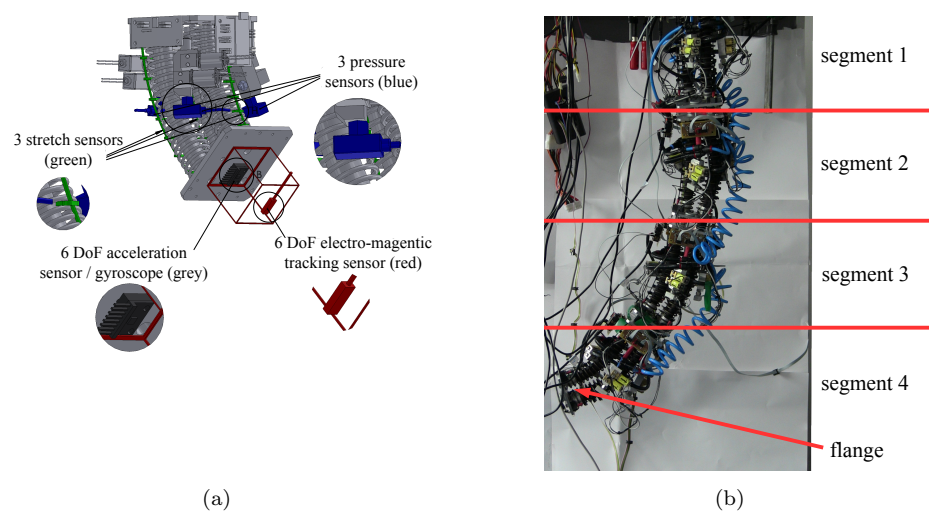 3 pressure
sensors (blue)
3 stretch sensors
(green)
B
6 DoF acceleration
sensor / gyroscope (grey)
6 DoF electro-magentic
tracking sensor (red)
(a)
segment 1
segment 2
segment 3
segment 4
flange
(b)